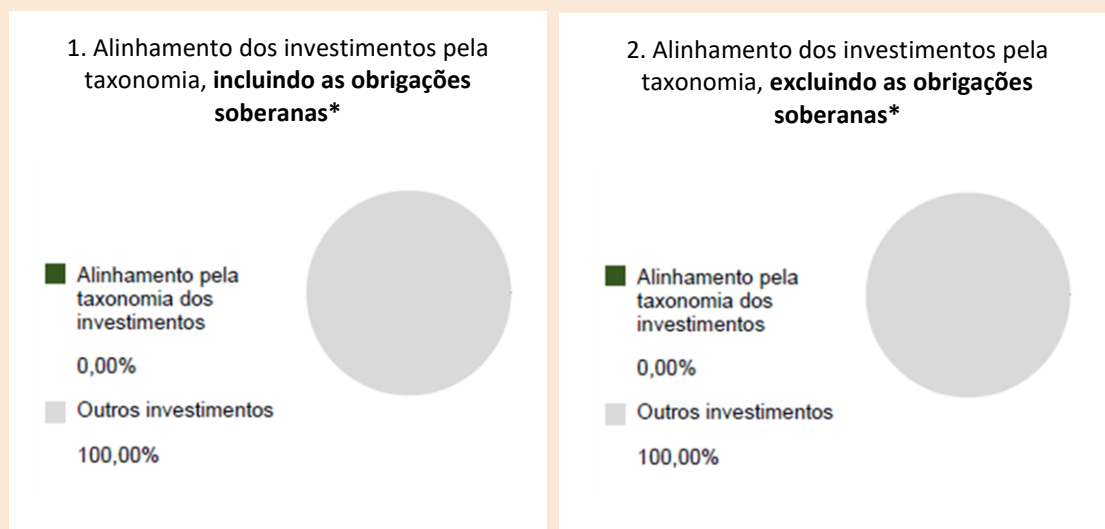 1. Alinhamento dos investimentos pela
taxonomia, incluindo as obrigações
soberanas*
Alinhamento pela
taxonomia dos
investimentos
0,00%
Outros investimentos
100,00%
2. Alinhamento dos investimentos pela
taxonomia, excluindo as obrigações
soberanas*
Alinhamento pela
taxonomia dos
investimentos
0,00%
Outros investimentos
100,00%